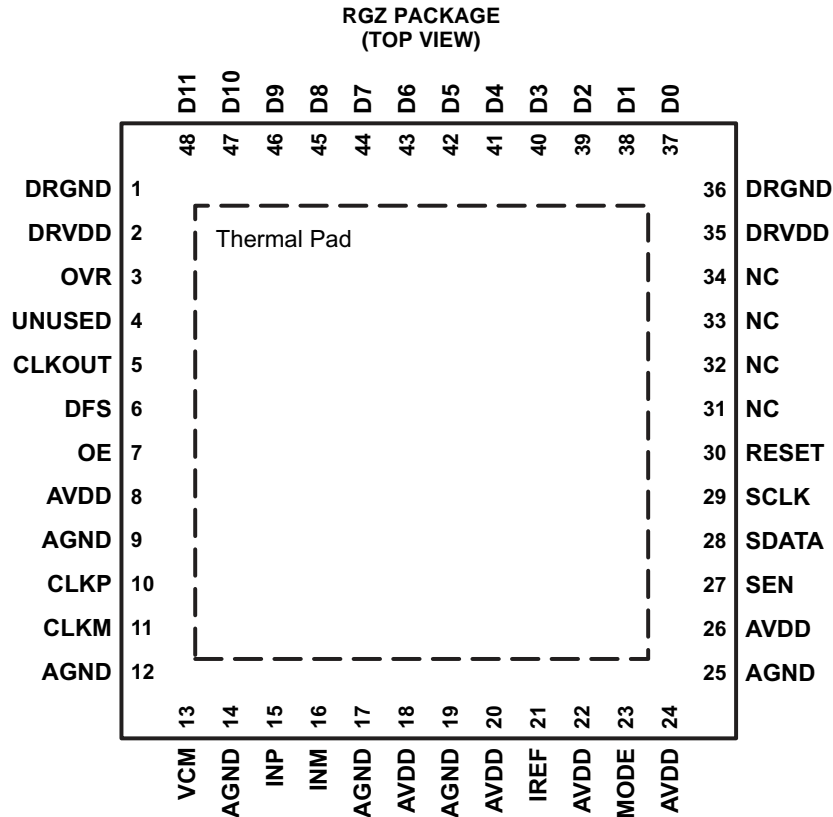 RGZ PACKAGE
(TOP VIEW)
D11 D10 D9 D8 D7 D6 D5 D4 D3 D2 D1 D0
48 47 46 45 44 43 42 41 40 39 38 37
DRGND 1 36 DRGND
DRVDD 2 Thermal Pad 35 DRVDD
OVR 3 34 NC
UNUSED 4 33 NC
CLKOUT 5 32 NC
DFS 6 31 NC
OE 7 30 RESET
AVDD 8 29 SCLK
AGND 9 28 SDATA
CLKP 10 27 SEN
CLKM 11 26 AVDD
AGND 12 25 AGND
13 14 15 16 17 18 19 20 21 22 23 24
VCM AGND INP INM AGND AVDD AGND AVDD IREF AVDD MODE AVDD